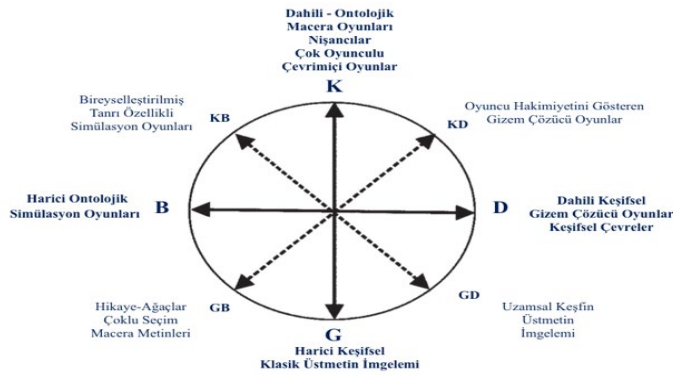 Dahili - Ontolojik
Macera Oyunları
Nişancılar
Çok Oyunculu
Çevrimiçi Oyunlar
K
Bireyselleştirilmiş
Tanrı Özellikli
Simülasyon Oyunları
KB
KD
Oyuncu Hakimiyetini Gösteren
Gizem Çözücü Oyunlar
Harici Ontolojik
Simülasyon Oyunları
B
D
Dahili Keşifsel
Gizem Çözücü Oyunlar
Keşifsel Çevreler
Hikaye-Ağaçlar
Çoklu Seçim
Macera Metinleri
GB
GD
Uzamsal Keşfin
Üstmetin
İmgelemi
G
Harici Keşifsel
Klasik Üstmetin İmgelemi